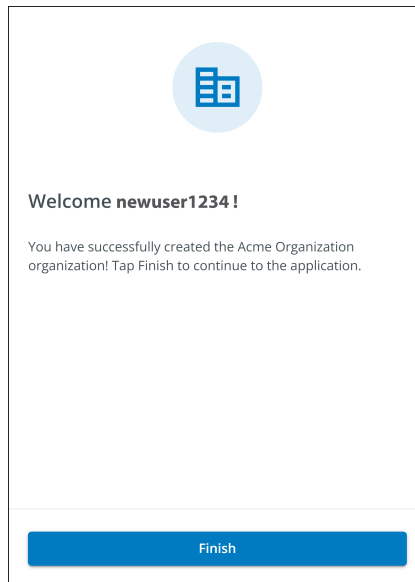 Welcome newuser1234!
You have successfully created the Acme Organization
organization! Tap Finish to continue to the application.
Finish